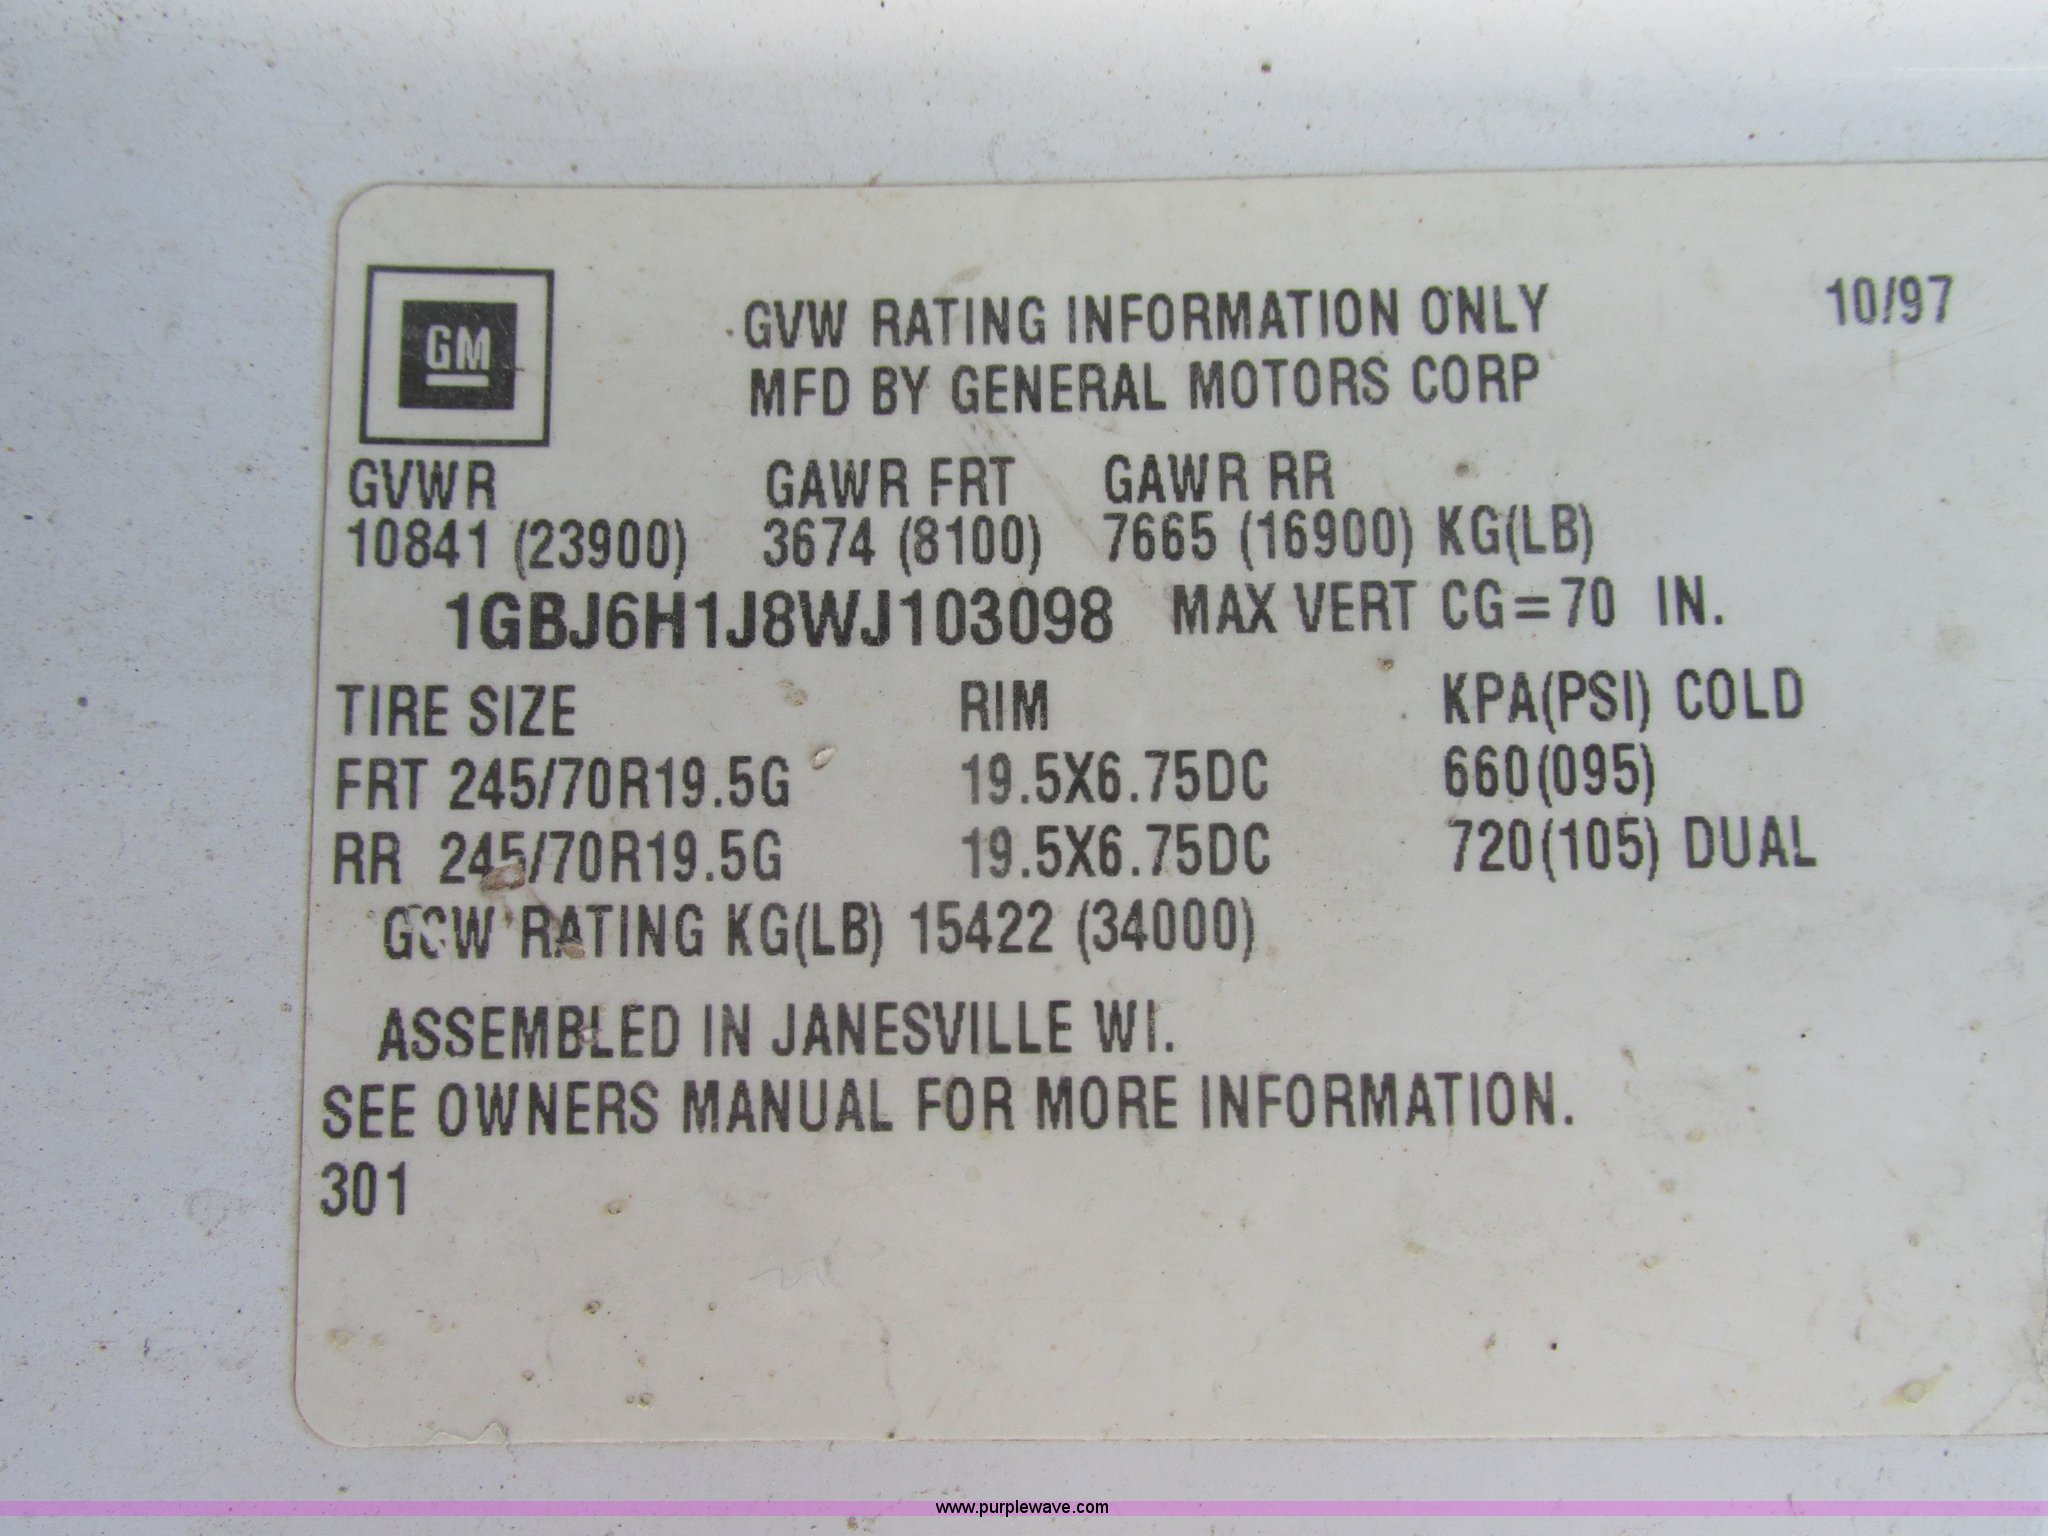 GM
GVW RATING INFORMATION ONLY 10/97
MFD BY GENERAL MOTORS CORP
GVWR GAWR FRT GAWR RR
10841 (23900) 3674 (8100) 7665 (16900) KG(LB)
1GBJ6H1J8WJ103098 MAX VERT CG=70 IN.
TIRE SIZE RIM KPA(PSI) COLD
FRT 245/70R19.5G 19.5X6.75DC 660(095)
RR 245/70R19.5G 19.5X6.75DC 720(105) DUAL
GCW RATING KG(LB) 15422 (34000)
ASSEMBLED IN JANESVILLE WI.
SEE OWNERS MANUAL FOR MORE INFORMATION.
301
www.purplewave.com